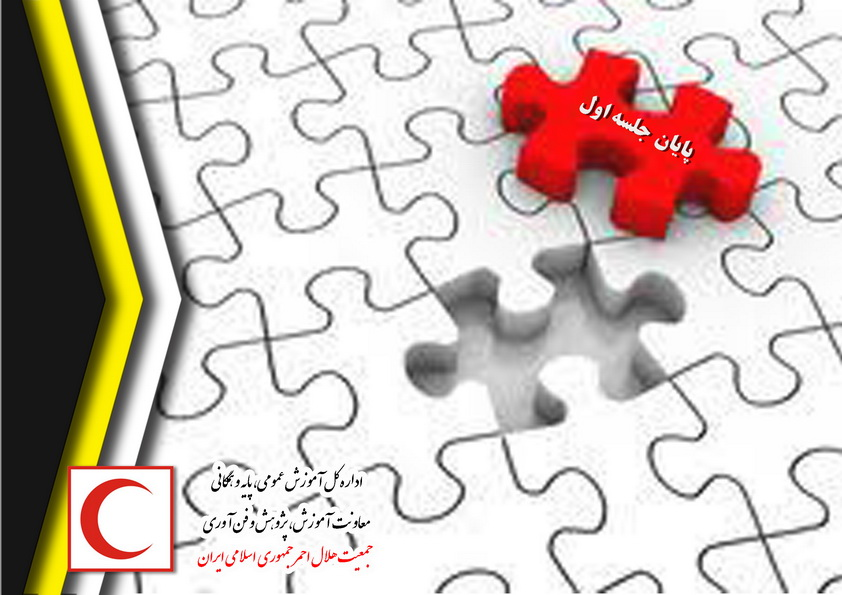 پایان جلسه اول
اداره کل آموزش عمومی، پایه و همگانی
معاونت آموزش، پژوهش و فن آوری
جمعیت هلال احمر جمهوری اسلامی ایران